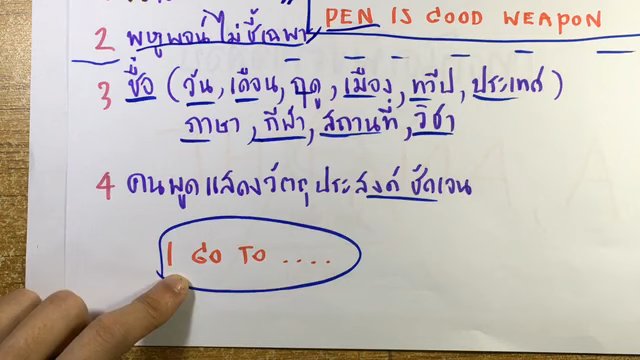 PEN IS GOOD WEAPON
2 พหูพจน์ ไม่ชี้เฉพา
3 ชื่อ (วัน, เดือน, ฤดู, เมือง, ทวีป, ประเทศ)
ภาษา, กีฬา, สถานที่, วิชา
4 คนพูดแสดงวัตถุประสงค์ ชัดเจน
I GO TO ....